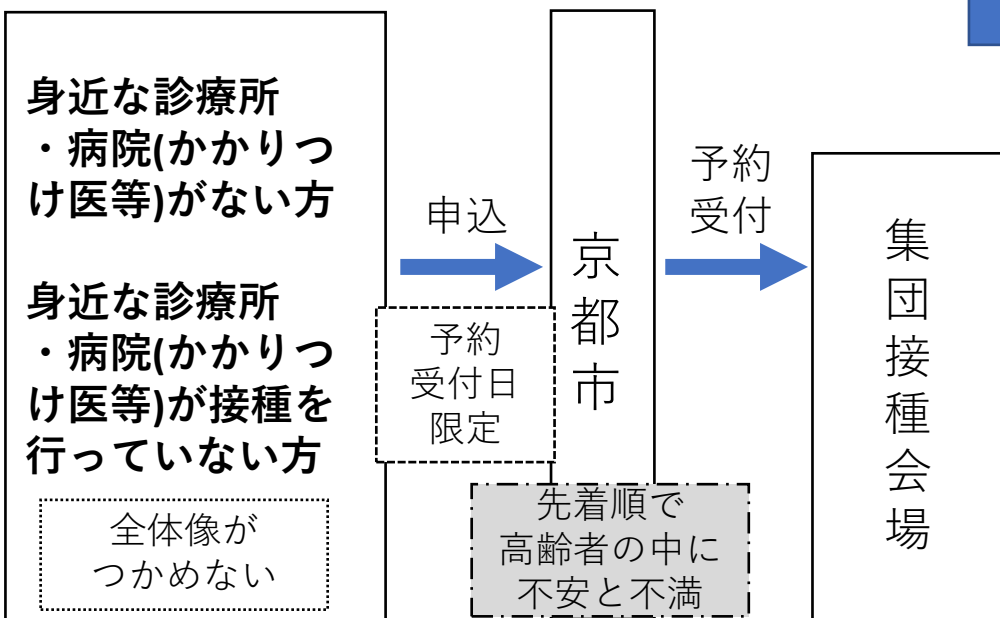 身近な診療所
・病院(かかりつ
け医等)がない方
身近な診療所
・病院(かかりつ
け医等)が接種を
行っていない方
全体像が
つかめない
申込
予約
受付日
限定
京都市
先着順で
高齢者の中に
不安と不満
予約
受付
集団接種会場